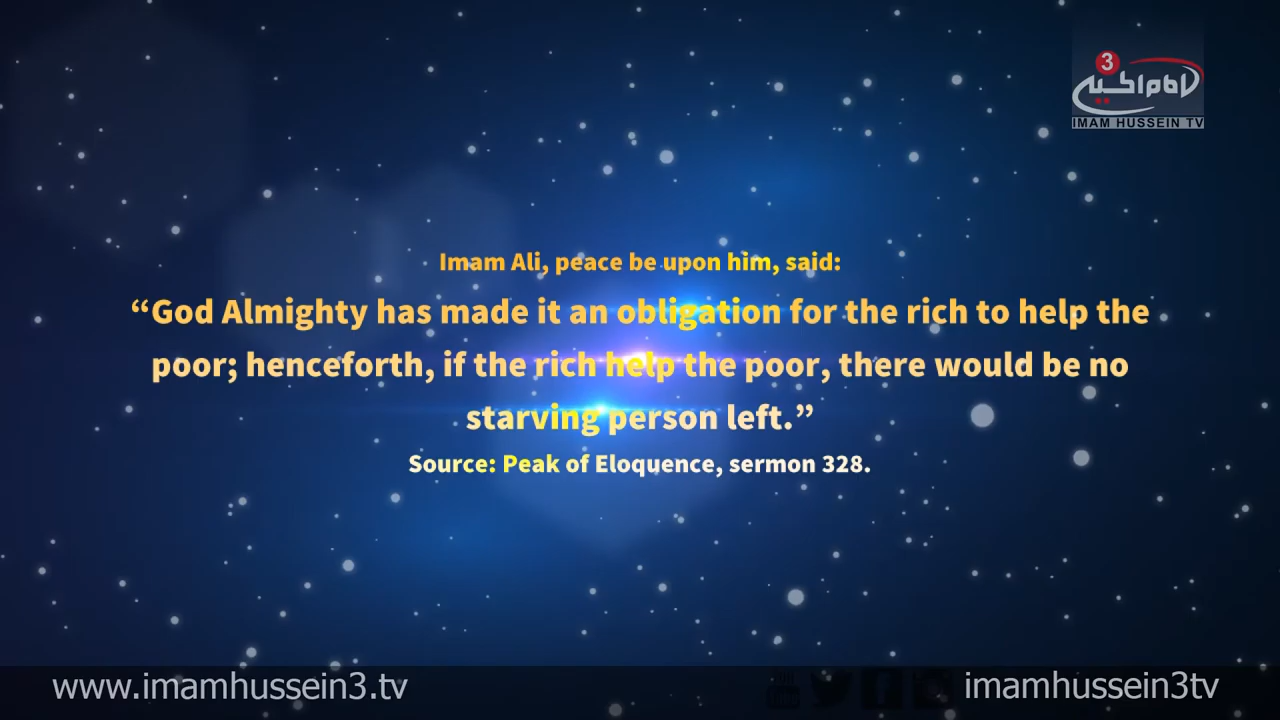 3
IMAM HUSSEIN TV
Imam Ali, peace be upon him, said:
“God Almighty has made it an obligation for the rich to help the
poor; henceforth, if the rich help the poor, there would be no
starving person left.”
Source: Peak of Eloquence, sermon 328.
www.imamhussein3.tv
imamhussein3tv